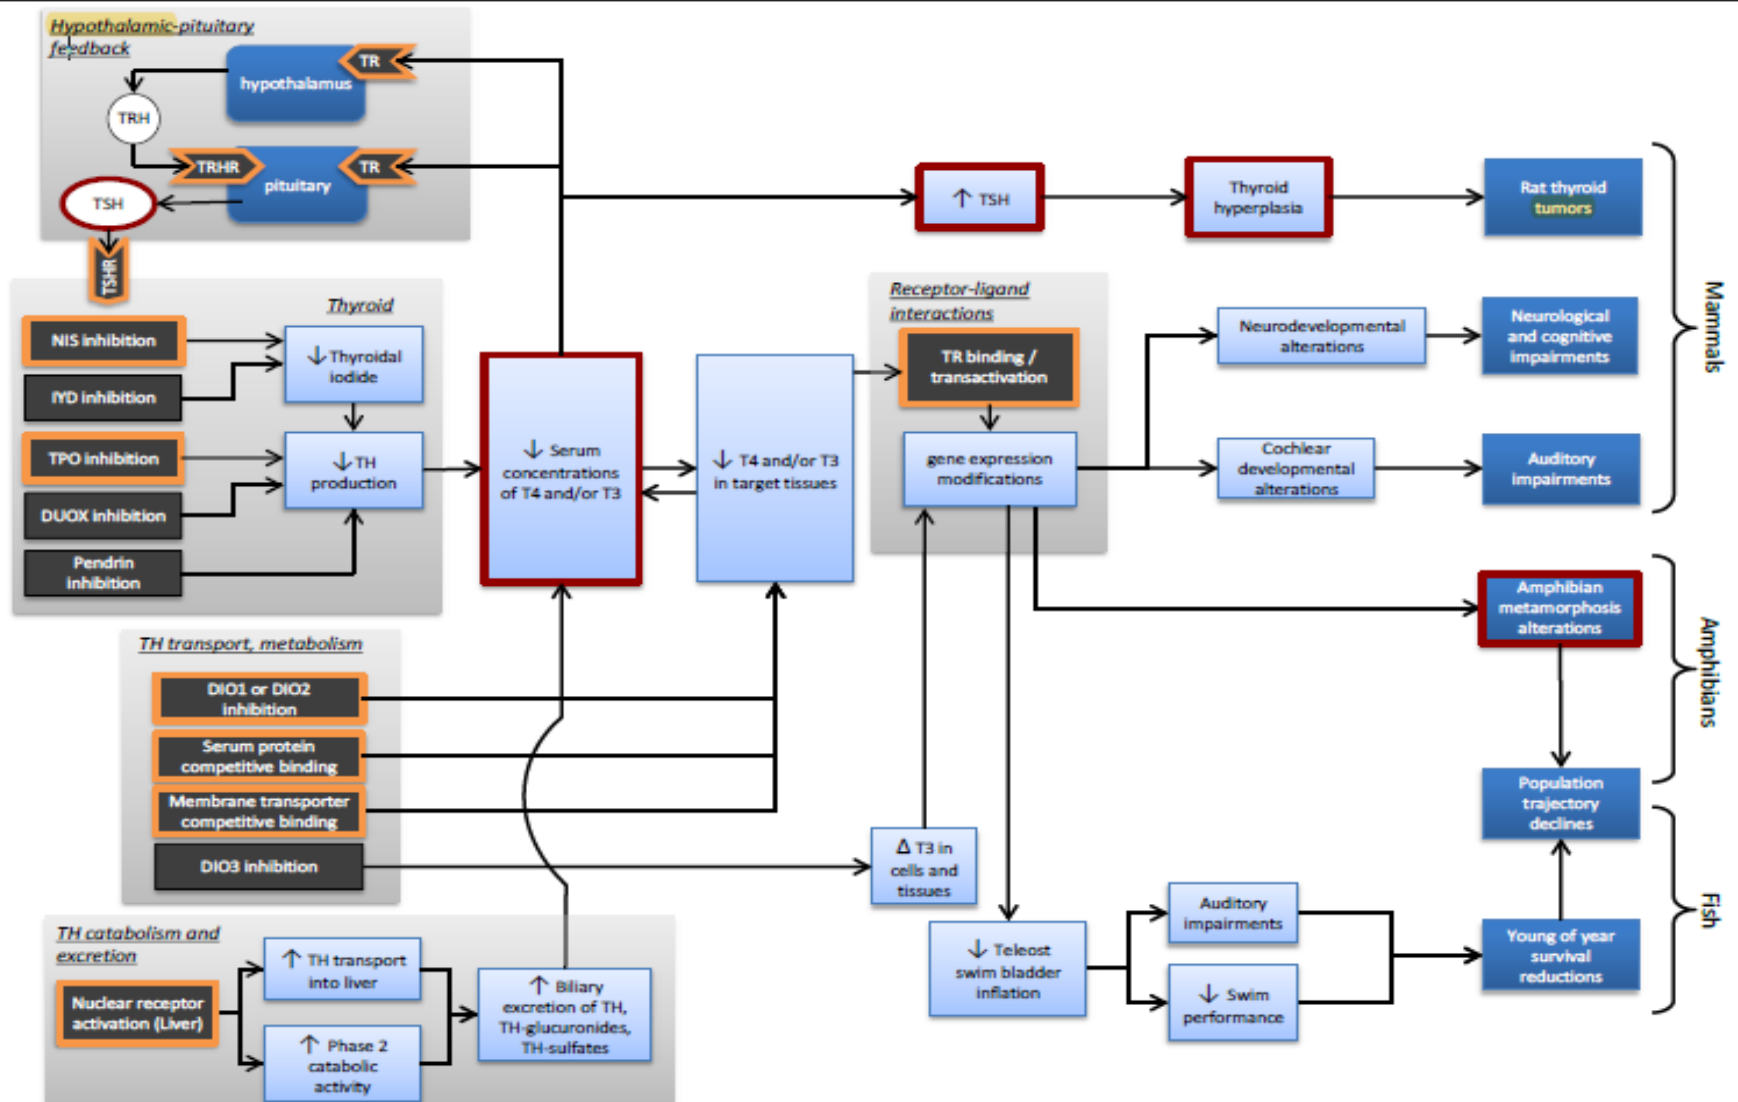 Hypothalamic-pituitary
feedback
hypothalamus
TR
TRH
TRHR
pituitary
TR
TSH
TSHR
↑ TSH
Thyroid
hyperplasia
Rat thyroid
tumors
Mammals
Thyroid
NIS inhibition
IYD inhibition
TPO inhibition
DUOX inhibition
Pendrin
inhibition
↓ Thyroidal
iodide
↓ TH
production
↓ Serum
concentrations
of T4 and/or T3
↓ T4 and/or T3
in target tissues
Receptor-ligand
interactions
TR binding /
transactivation
gene expression
modifications
Neurodevelopmental
alterations
Neurological
and cognitive
impairments
Cochlear
developmental
alterations
Auditory
impairments
Amphibian
metamorphosis
alterations
Amphibians
TH transport, metabolism
DIO1 or DIO2
inhibition
Serum protein
competitive binding
Membrane transporter
competitive binding
DIO3 inhibition
Δ T3 in
cells and
tissues
Population
trajectory
declines
Fish
TH catabolism and
excretion
Nuclear receptor
activation (Liver)
↑ TH transport
into liver
↑ Phase 2
catabolic
activity
↑ Biliary
excretion of TH,
TH-glucuronides,
TH-sulfates
↓ Teleost
swim bladder
inflation
Auditory
impairments
↓ Swim
performance
Young of year
survival
reductions